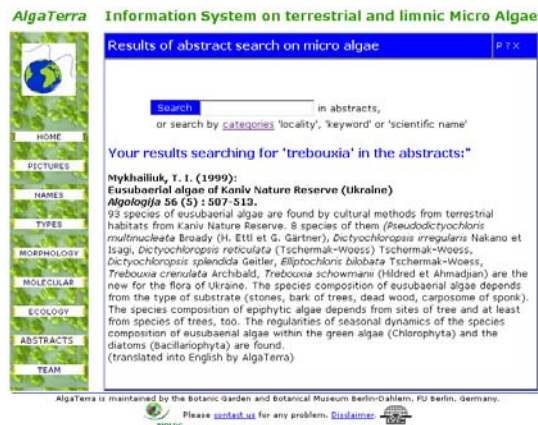 AlgaTerra Information System on terrestrial and limnic Micro Algae
Results of abstract search on micro algae
P ? X
Search in abstracts,
or search by categories 'locality', 'keyword' or 'scientific name'
HOME
PICTURES
NAMES
TYPES
MORPHOLOGY
MOLECULAR
ECOLOGY
ABSTRACTS
TEAM
Your results searching for 'trebouxia' in the abstracts:"
Mykhailiuk, T. I. (1999):
Eusubaerial algae of Kaniv Nature Reserve (Ukraine)
Algologija 56 (5) : 507-513.
93 species of eusubaerial algae are found by cultural methods from terrestrial
habitats from Kaniv Nature Reserve. 8 species of them (Pseudodictyochloris
multinucleata Broady (H. Ettl et G. Gärtner), Dictyochloropsis irregularis Nakano et
Isagi, Dictyochloropsis reticulata (Tschermak-Woess) Tschermak-Woess,
Dictyochloropsis splendida Geitler, Elliptochloris bilobata Tschermak-Woess,
Trebouxia crenulata Archibald, Trebouxia schowmanii (Hildred et Ahmadjian) are the
new for the flora of Ukraine. The species composition of eusubaerial algae depends
from the type of substrate (stones, bark of trees, dead wood, carposome of sponk).
The species composition of epiphytic algae depends from sites of tree and at least
from species of trees, too. The regularities of seasonal dynamics of the species
composition of eusubaerial algae within the green algae (Chlorophyta) and the
diatoms (Bacillariophyta) are found.
(translated into English by AlgaTerra)
AlgaTerra is maintained by the Botanic Garden and Botanical Museum Berlin-Dahlem, FU Berlin, Germany.
Please contact us for any problem. Disclaimer.